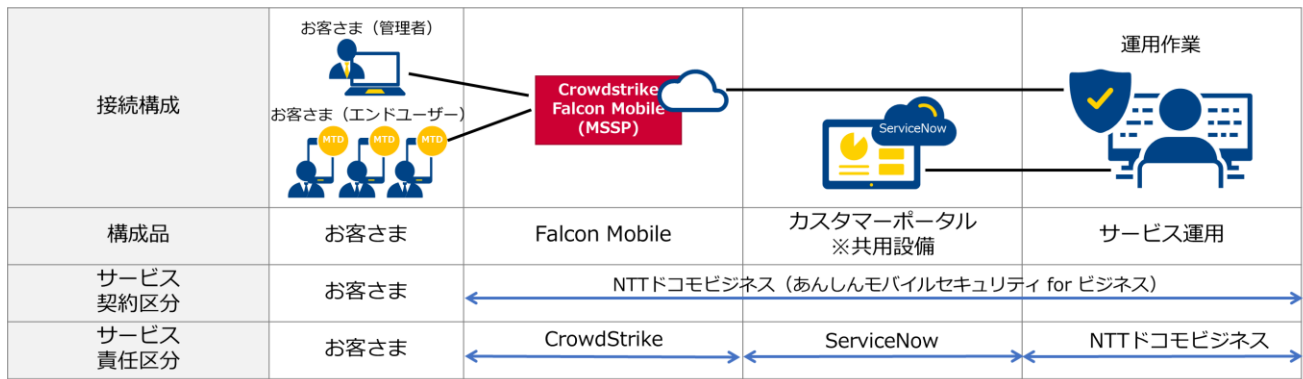 接続構成
お客さま（管理者）
お客さま（エンドユーザー）
MTD
MTD
MTD
Crowdstrike
Falcon Mobile
(MSSP)
ServiceNow
運用作業
構成品
お客さま
Falcon Mobile
カスタマーポータル
※共用設備
サービス運用
サービス
契約区分
お客さま
NTTドコモビジネス（あんしんモバイルセキュリティ for ビジネス）
サービス
責任区分
お客さま
CrowdStrike
ServiceNow
NTTドコモビジネス